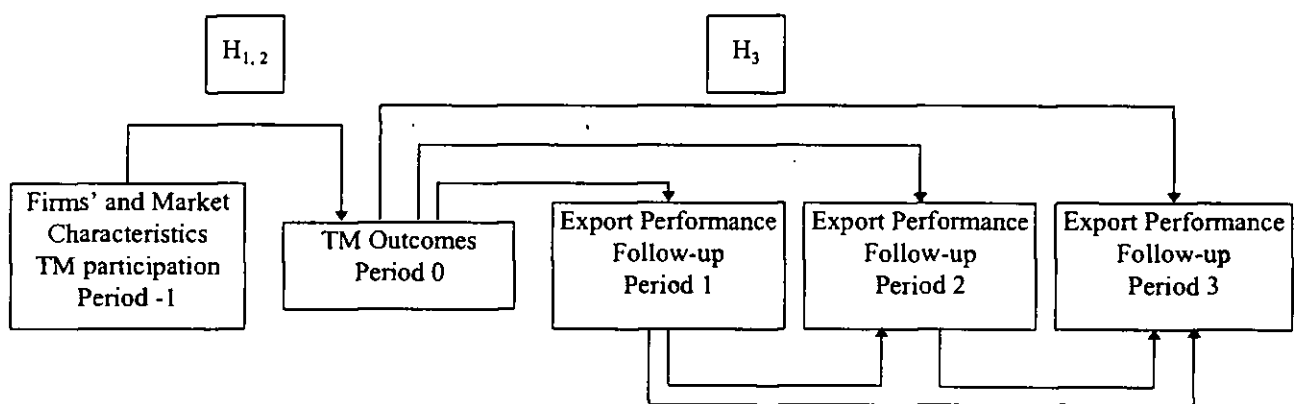 H1, 2
H3
Firms' and Market
Characteristics
TM participation
Period -1
TM Outcomes
Period 0
Export Performance
Follow-up
Period 1
Export Performance
Follow-up
Period 2
Export Performance
Follow-up
Period 3